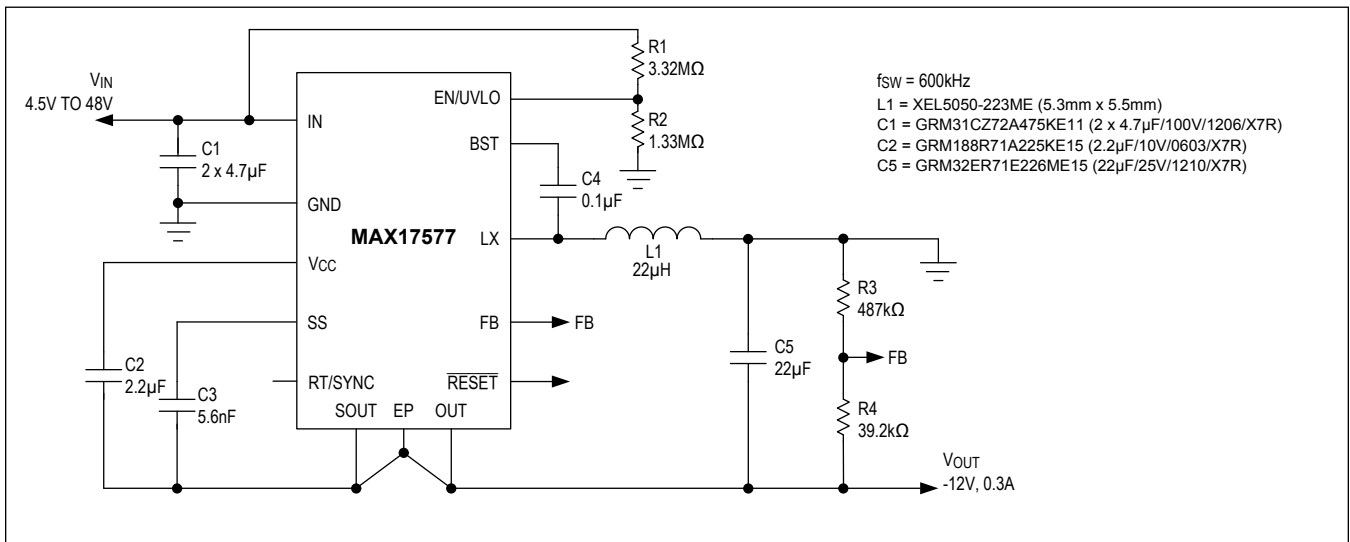 VIN
4.5V TO 48V
C1
2 x 4.7µF
IN
GND
VCC
SS
RT/SYNC
SOUT
EP
OUT
MAX17577
EN/UVLO
BST
LX
FB
RESET
R1
3.32MΩ
R2
1.33MΩ
C4
0.1µF
L1
22µH
FB
C2
2.2µF
C3
5.6nF
C5
22µF
R3
487kΩ
FB
R4
39.2kΩ
VOUT
-12V, 0.3A
fSW = 600kHz
L1 = XEL5050-223ME (5.3mm x 5.5mm)
C1 = GRM31CZ72A475KE11 (2 x 4.7µF/100V/1206/X7R)
C2 = GRM188R71A225KE15 (2.2µF/10V/0603/X7R)
C5 = GRM32ER71E226ME15 (22µF/25V/1210/X7R)